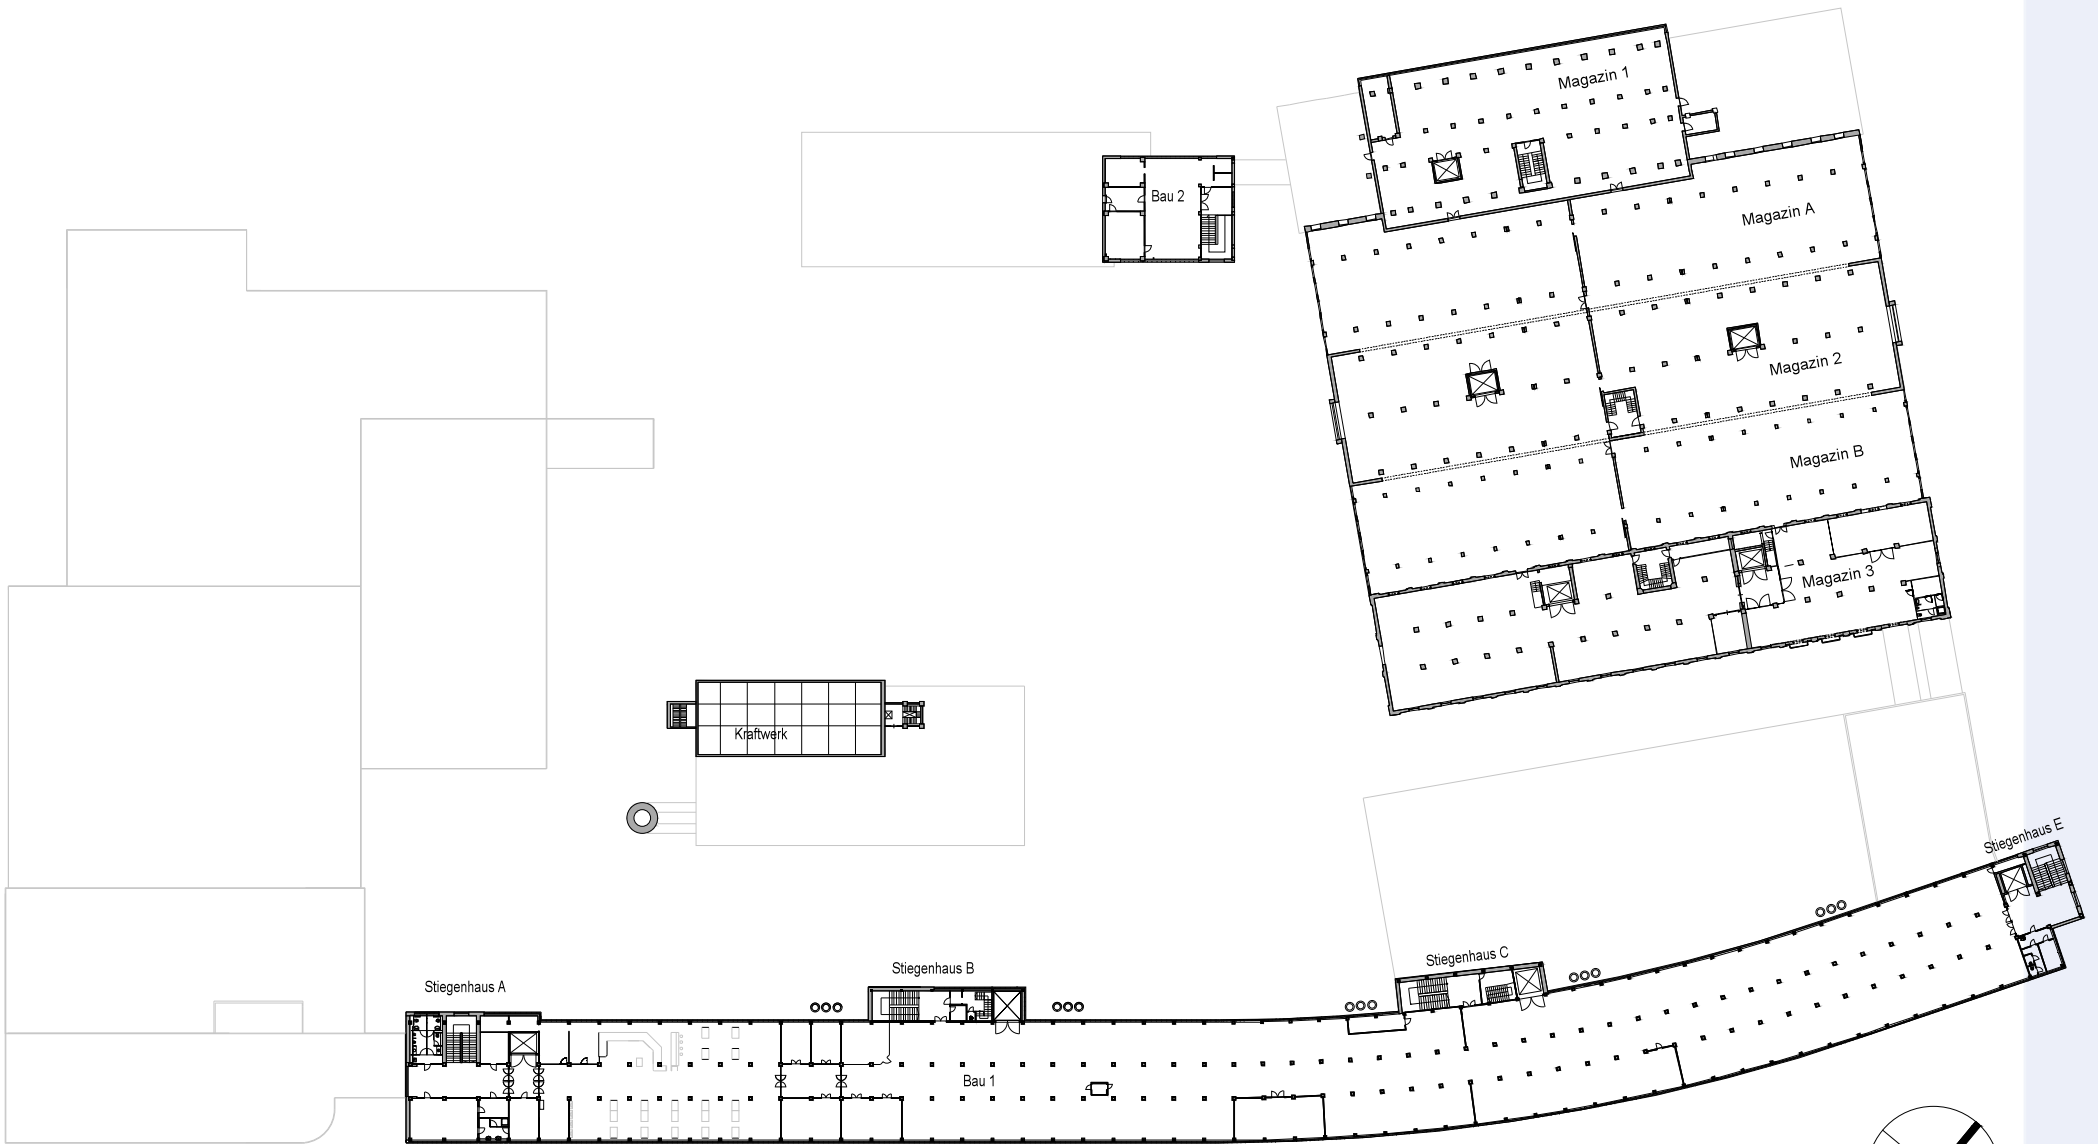 Magazin 1
Bau 2
Magazin A
Magazin 2
Magazin B
Magazin 3
Kraftwerk
Stiegenhaus E
Stiegenhaus C
Stiegenhaus B
Stiegenhaus A
Bau 1